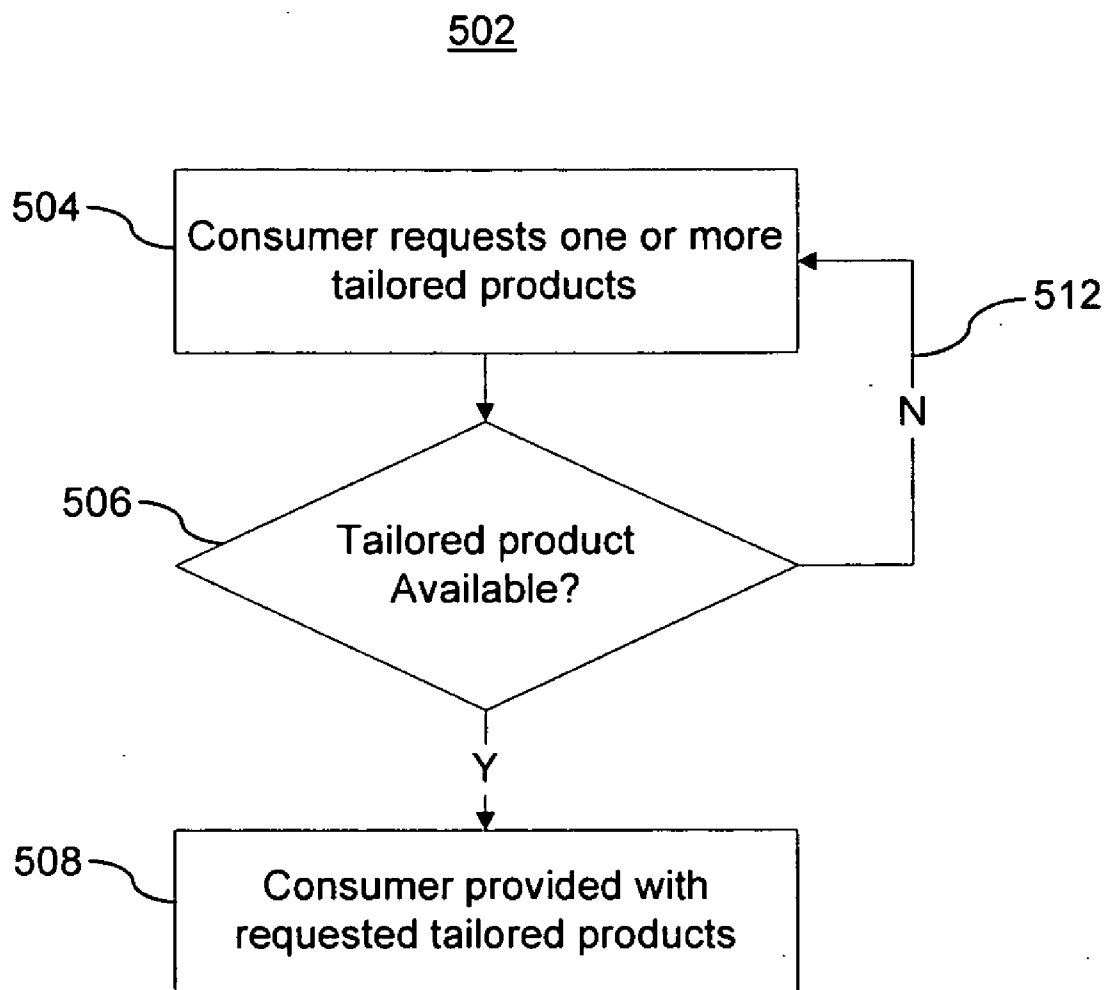 502
504
Consumer requests one or more
tailored products
512
N
506
Tailored product
Available?
Y
508
Consumer provided with
requested tailored products